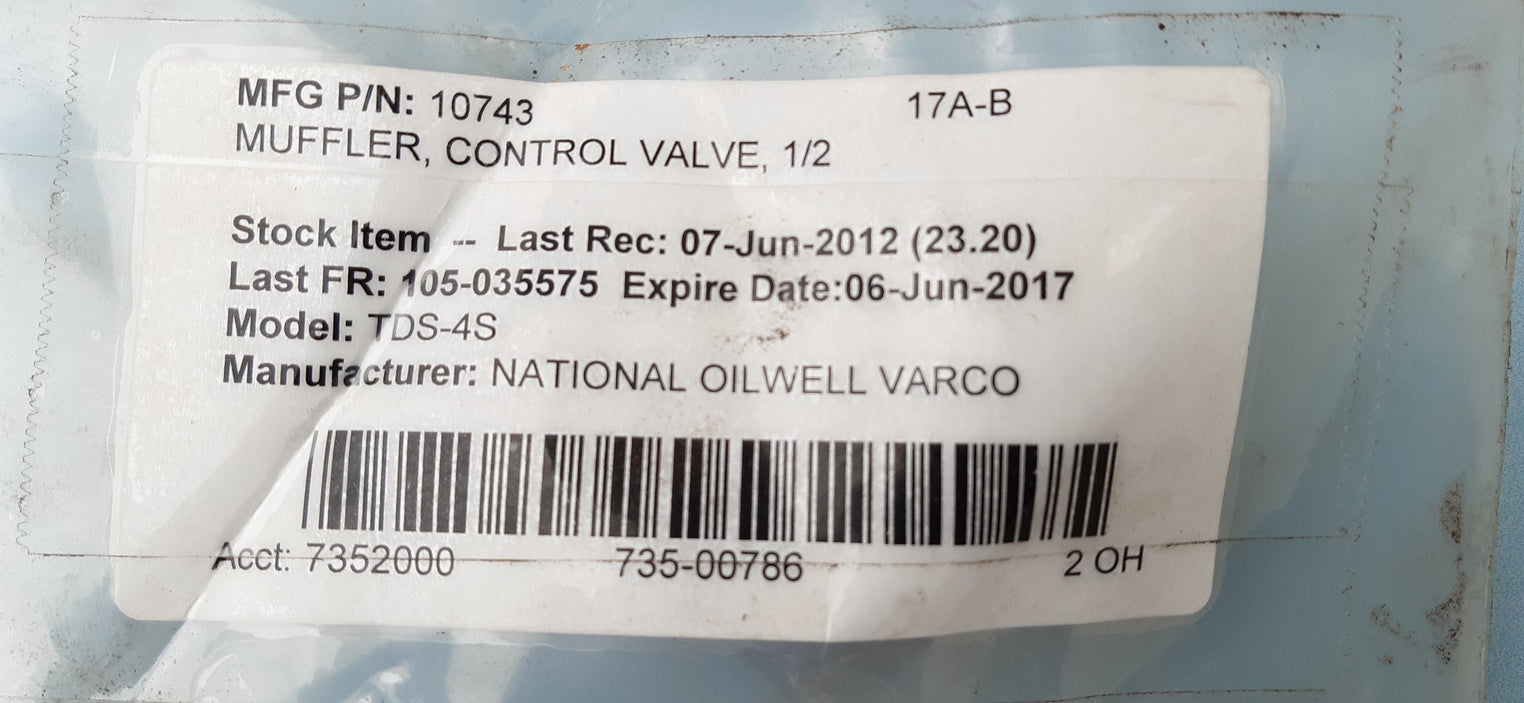 MFG P/N: 10743 17A-B
MUFFLER, CONTROL VALVE, 1/2
Stock Item -- Last Rec: 07-Jun-2012 (23.20)
Last FR: 105-035575 Expire Date:06-Jun-2017
Model: TDS-4S
Manufacturer: NATIONAL OILWELL VARCO
Acct: 7352000 735-00786 2 OH